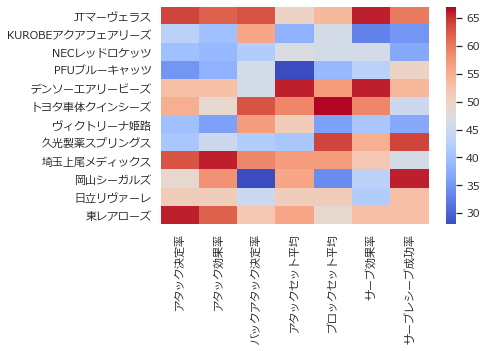 JTマーヴェラス
KUROBEアクアフェアリーズ
NECレッドロケッツ
PFUブルーキャッツ
デンソーエアリービーズ
トヨタ車体クインシーズ
ヴィクトリーナ姫路
久光製薬スプリングス
埼玉上尾メディックス
岡山シーガルズ
日立リヴァーレ
東レアローズ
アタック決定率
アタック効果率
バックアタック決定率
アタックセット平均
ブロックセット平均
サーブ効果率
サーブレシーブ成功率
65
60
55
50
45
40
35
30